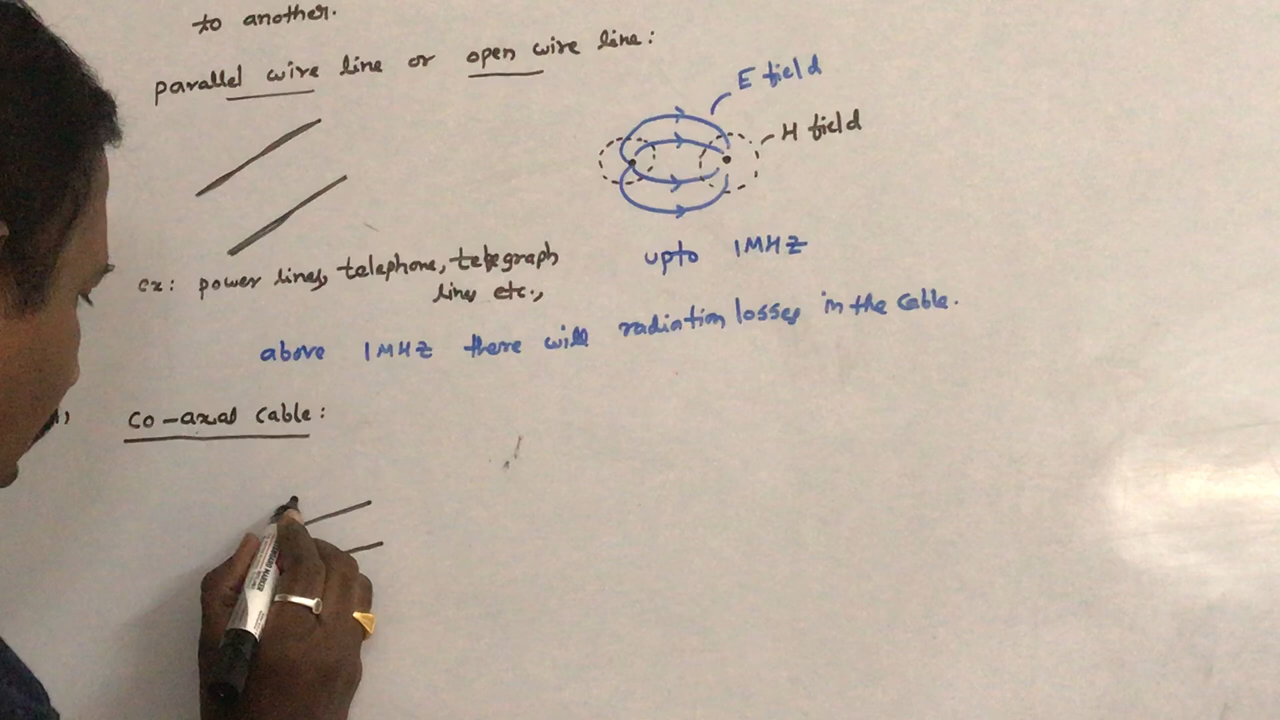 to another.
parallel wire line or open wire line:
E field
H field
ex: power lines, telephone, telegraph
lines etc.,
upto 1MHZ
above 1MHZ there will radiation losses in the cable.
co-axial cable: